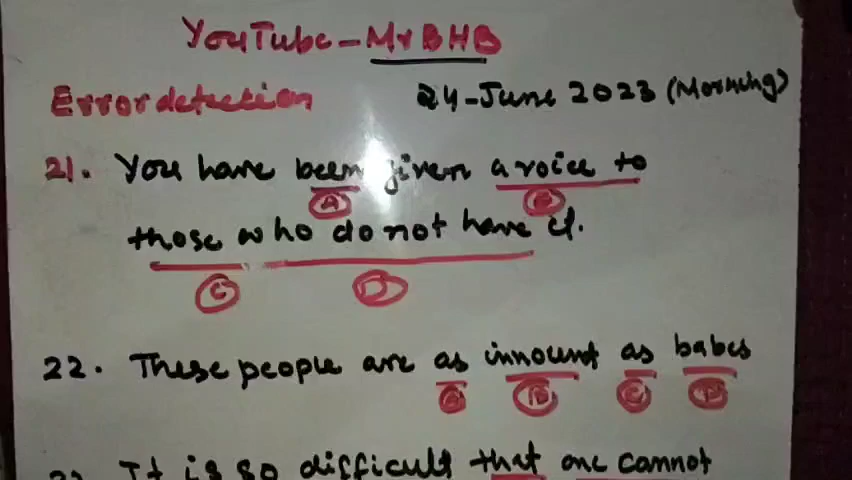 YouTube-MrBHB
Error detection 24-June 2023 (Morning)
21. You have been given a voice to
A B
those who do not have it.
C D
22. These people are as innocent as babes
A B C D
It is so difficult that one cannot